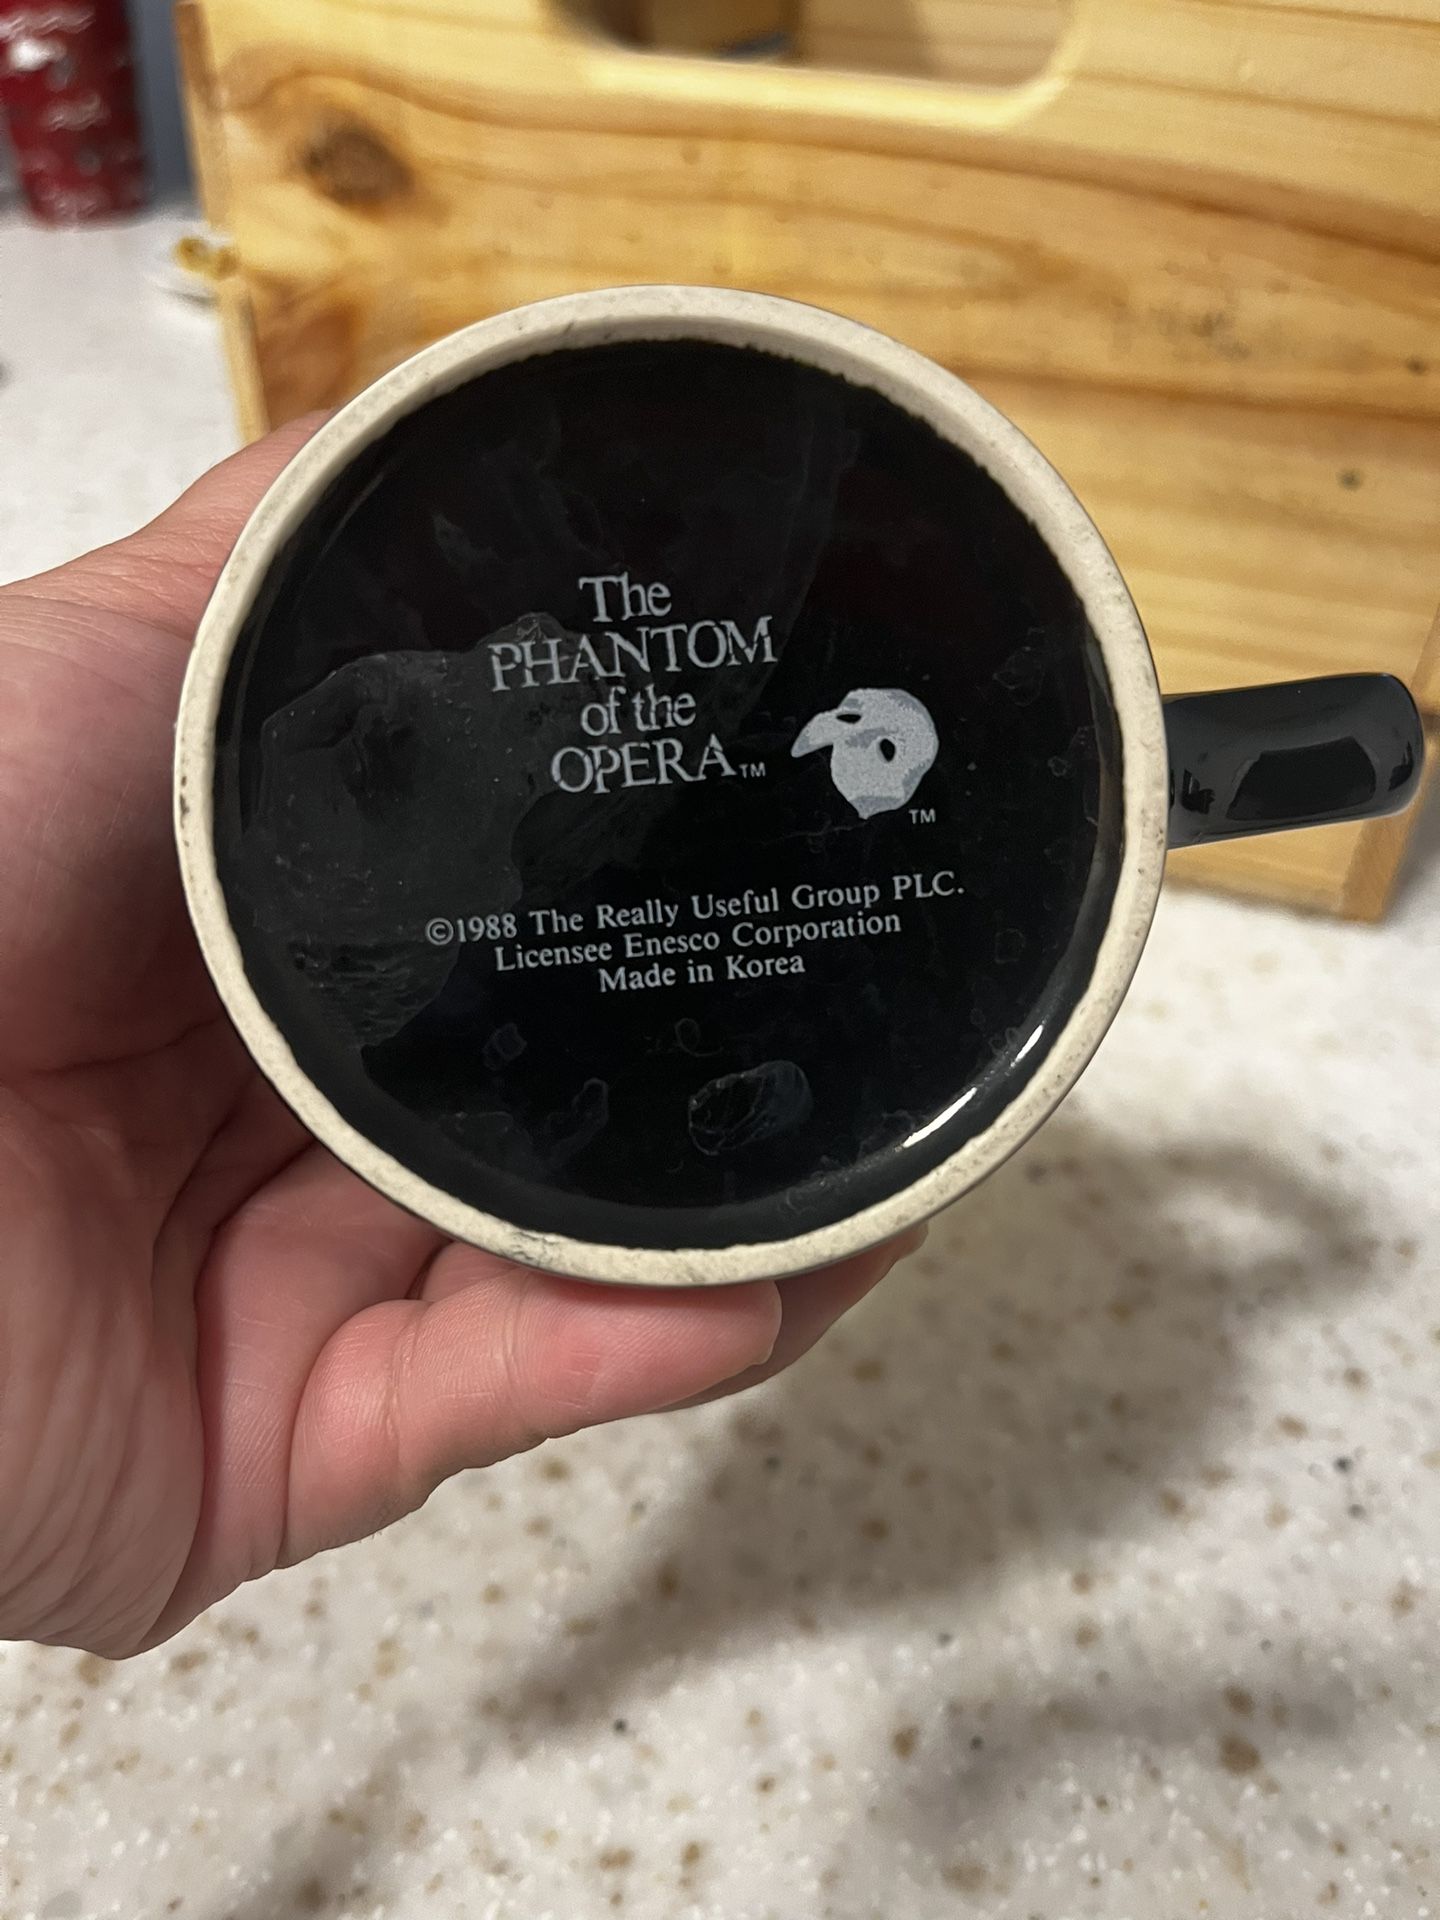 The
PHANTOM
of the
OPERA™
™
©1988 The Really Useful Group PLC.
Licensee Enesco Corporation
Made in Korea